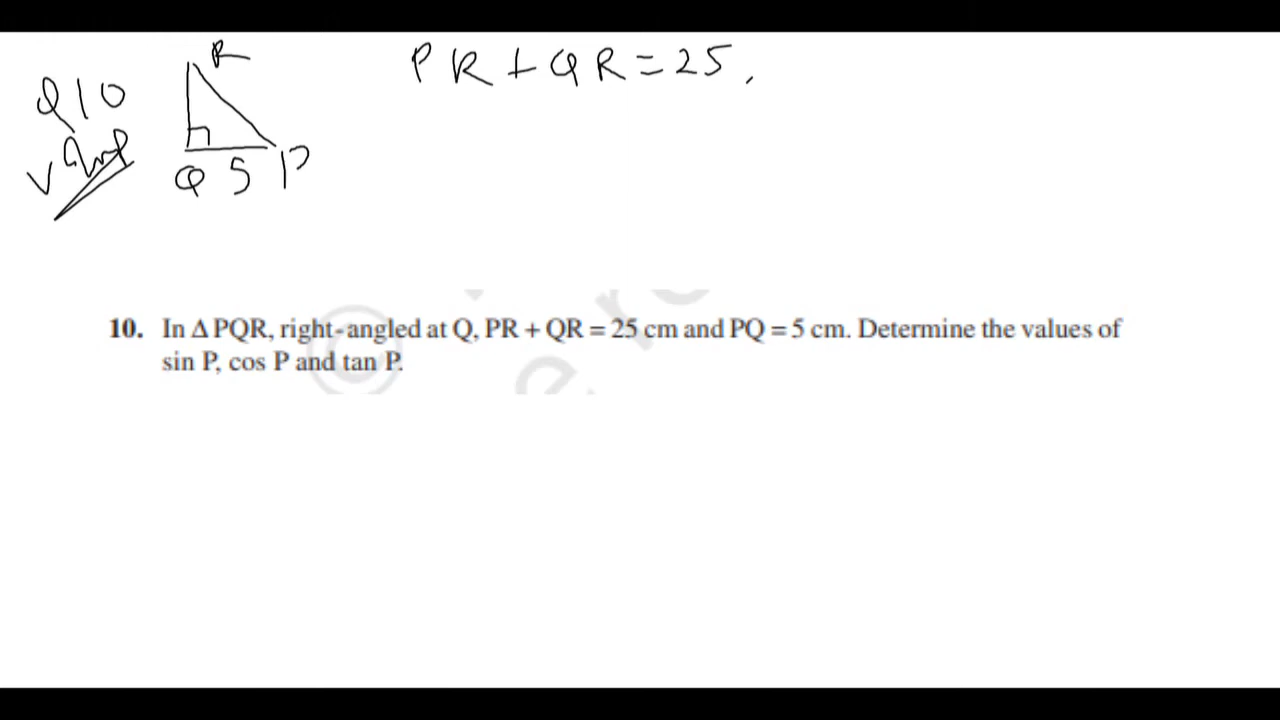 PR + QR = 25,
Q10
V Imp
R
Q 5 P
10. In Δ PQR, right-angled at Q, PR + QR = 25 cm and PQ = 5 cm. Determine the values of
sin P, cos P and tan P.